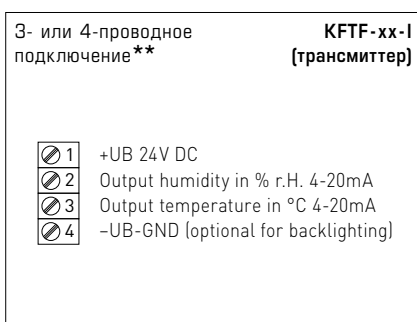 3- или 4-проводное
подключение**
KFTF-xx-I
(трансмиттер)
1 +UB 24V DC
2 Output humidity in % r.H. 4-20mA
3 Output temperature in °C 4-20mA
4 –UB-GND (optional for backlighting)